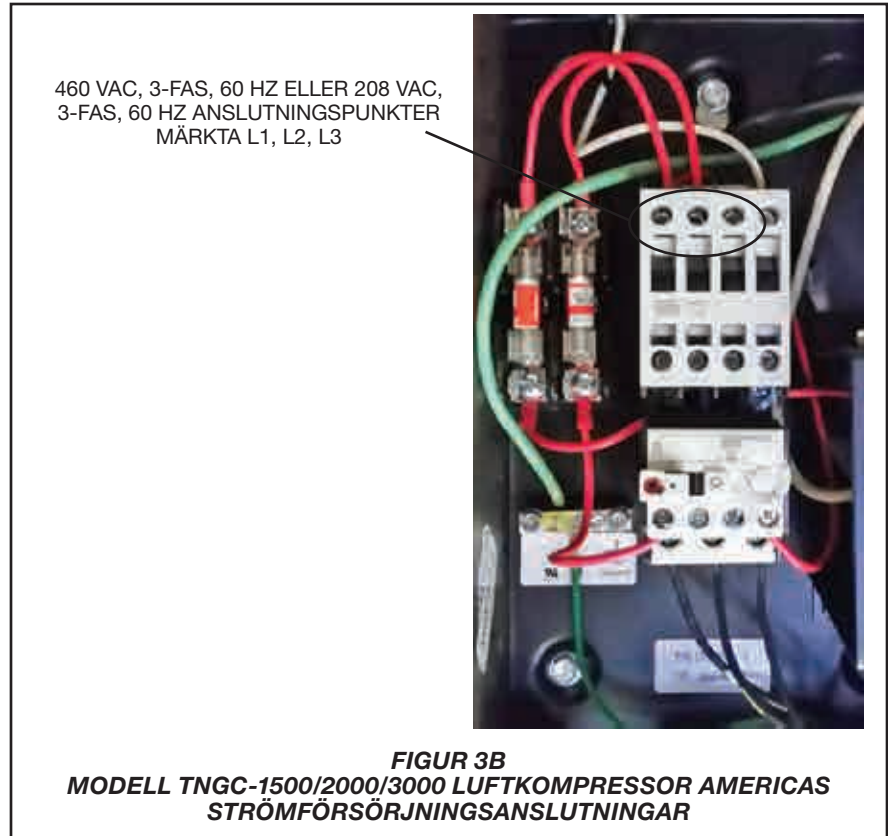 460 VAC, 3-FAS, 60 HZ ELLER 208 VAC,
3-FAS, 60 HZ ANSLUTNINGSPUNKTER
MÄRKTA L1, L2, L3
FIGUR 3B
MODELL TNGC-1500/2000/3000 LUFTKOMPRESSOR AMERICAS
STRÖMFÖRSÖRJNINGSANSLUTNINGAR